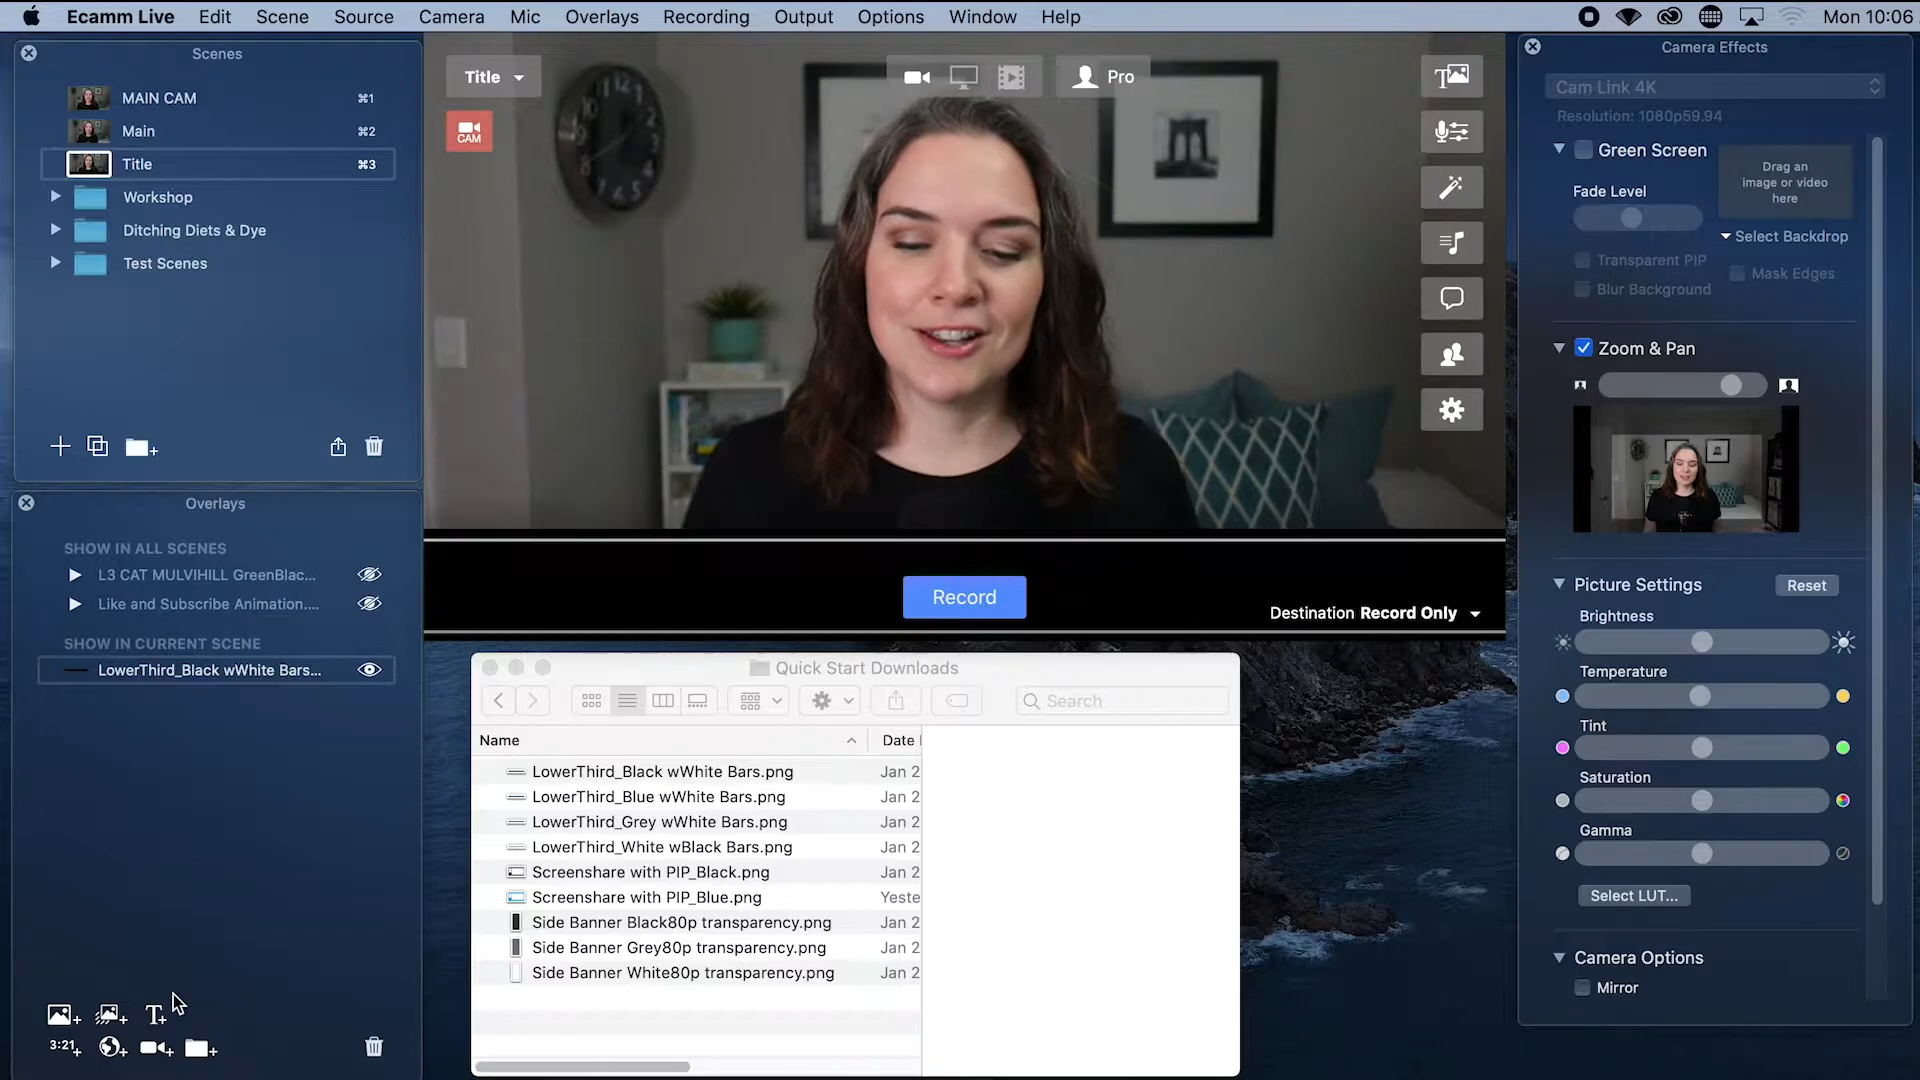 Ecamm Live Edit Scene Source Camera Mic Overlays Recording Output Options Window Help Mon 10:06
Scenes
MAIN CAM ⌘1
Main ⌘2
Title ⌘3
Workshop
Ditching Diets & Dye
Test Scenes
Overlays
SHOW IN ALL SCENES
L3 CAT MULVIHILL GreenBlac...
Like and Subscribe Animation....
SHOW IN CURRENT SCENE
LowerThird_Black wWhite Bars...
T+
3:21+
Title
Pro
CAM
Record
Destination Record Only
Quick Start Downloads
Search
Name Date
LowerThird_Black wWhite Bars.png Jan 2
LowerThird_Blue wWhite Bars.png Jan 2
LowerThird_Grey wWhite Bars.png Jan 2
LowerThird_White wBlack Bars.png Jan 2
Screenshare with PIP_Black.png Jan 2
Screenshare with PIP_Blue.png Yeste
Side Banner Black80p transparency.png Jan 2
Side Banner Grey80p transparency.png Jan 2
Side Banner White80p transparency.png Jan 2
Camera Effects
Cam Link 4K
Resolution: 1080p59.94
Green Screen
Drag an
image or video
here
Fade Level
Select Backdrop
Transparent PIP
Mask Edges
Blur Background
Zoom & Pan
Picture Settings Reset
Brightness
Temperature
Tint
Saturation
Gamma
Select LUT...
Camera Options
Mirror